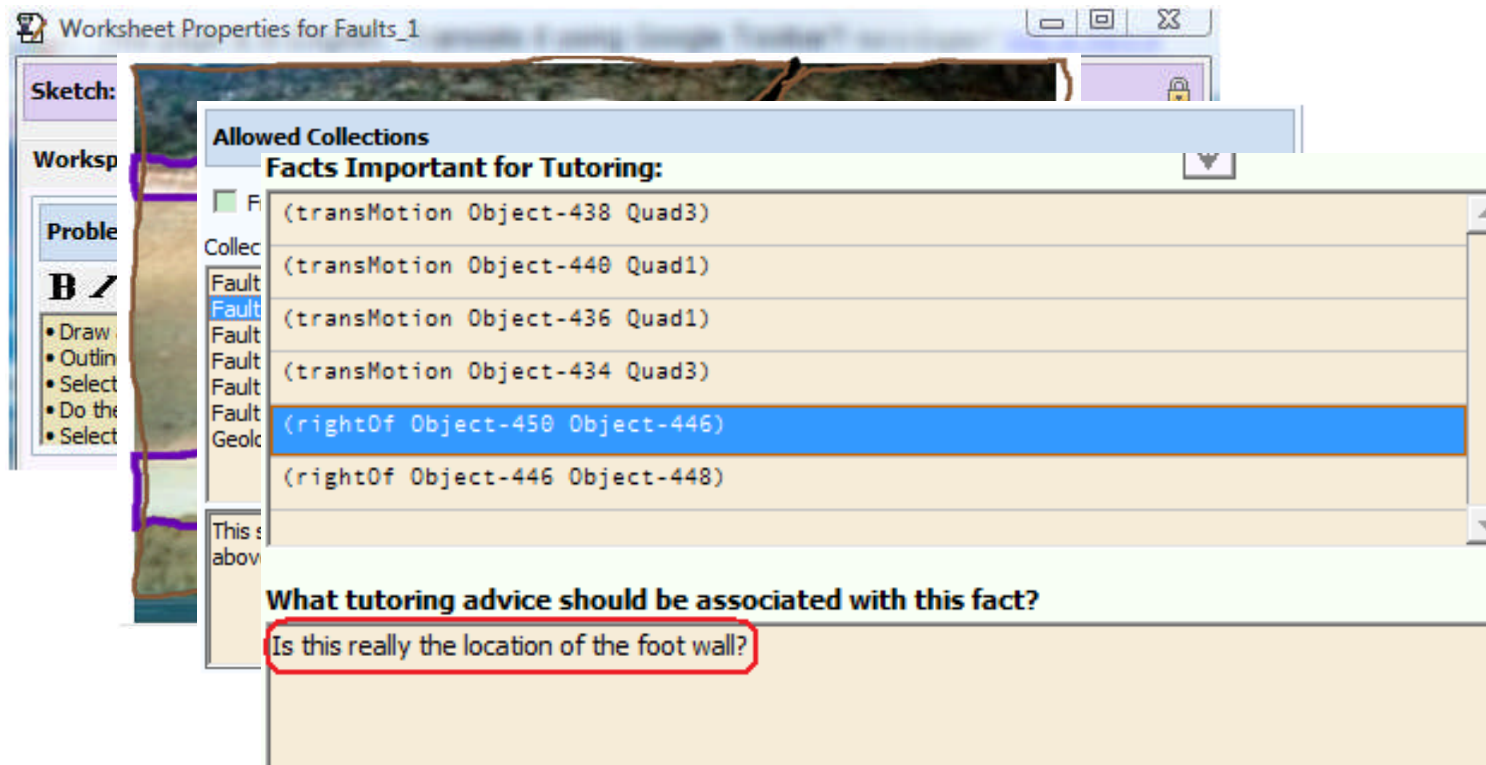 Worksheet Properties for Faults_1
Sketch:
Allowed Collections
Worksp
Facts Important for Tutoring:
(transMotion Object-438 Quad3)
Proble
Collec
(transMotion Object-440 Quad1)
B I
Fault
Fault
(transMotion Object-436 Quad1)
• Draw
Fault
• Outlin
Fault
(transMotion Object-434 Quad3)
• Select
Fault
• Do the
Fault
(rightOf Object-450 Object-446)
• Select
Geolo
(rightOf Object-446 Object-448)
This s
above
What tutoring advice should be associated with this fact?
Is this really the location of the foot wall?